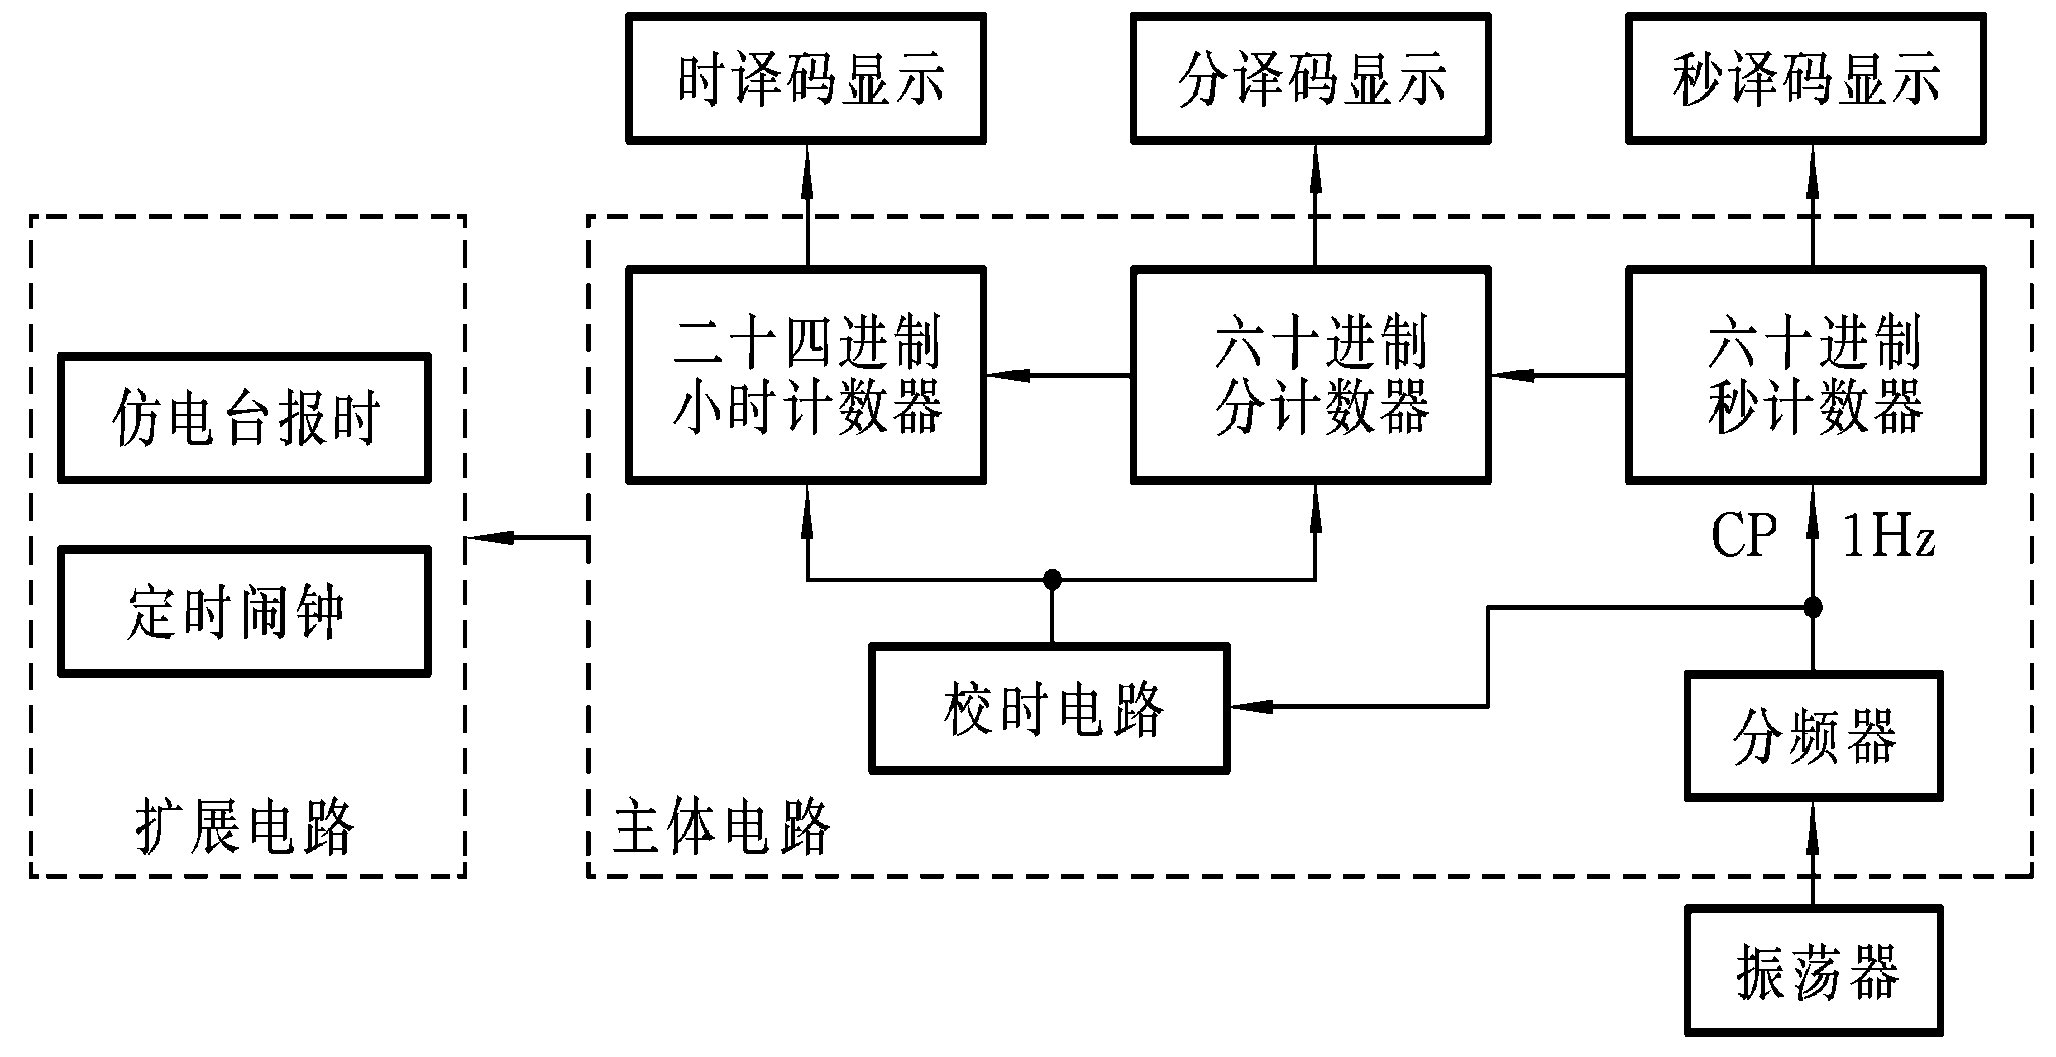 时译码显示
分译码显示
秒译码显示
二十四进制
小时计数器
六十进制
分计数器
六十进制
秒计数器
仿电台报时
定时闹钟
CP 1Hz
校时电路
分频器
扩展电路
主体电路
振荡器